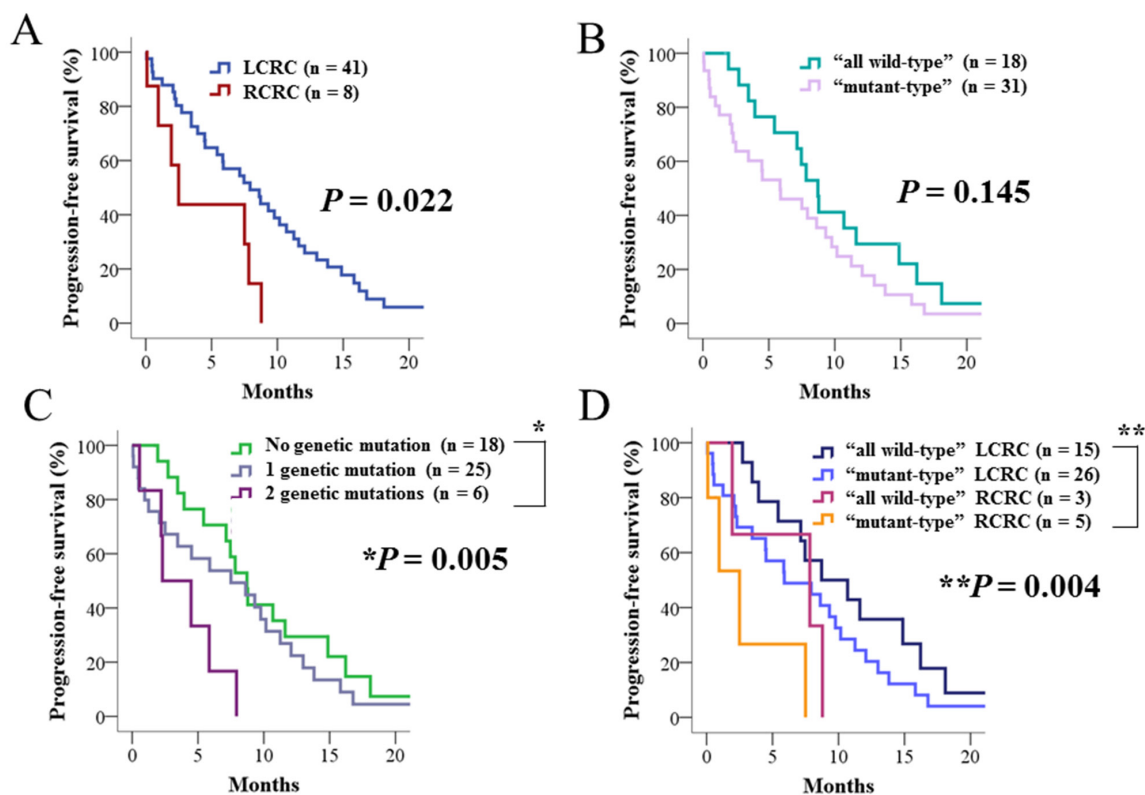 A
Progression-free survival (%)
100
80
60
40
20
0
LCRC (n = 41)
RCRC (n = 8)
P = 0.022
0 5 10 15 20
Months
B
Progression-free survival (%)
100
80
60
40
20
0
“all wild-type” (n = 18)
“mutant-type” (n = 31)
P = 0.145
0 5 10 15 20
Months
C
Progression-free survival (%)
100
80
60
40
20
0
No genetic mutation (n = 18)
1 genetic mutation (n = 25)
2 genetic mutations (n = 6)
*
*P = 0.005
0 5 10 15 20
Months
D
Progression-free survival (%)
100
80
60
40
20
0
“all wild-type” LCRC (n = 15)
“mutant-type” LCRC (n = 26)
“all wild-type” RCRC (n = 3)
“mutant-type” RCRC (n = 5)
**
**P = 0.004
0 5 10 15 20
Months